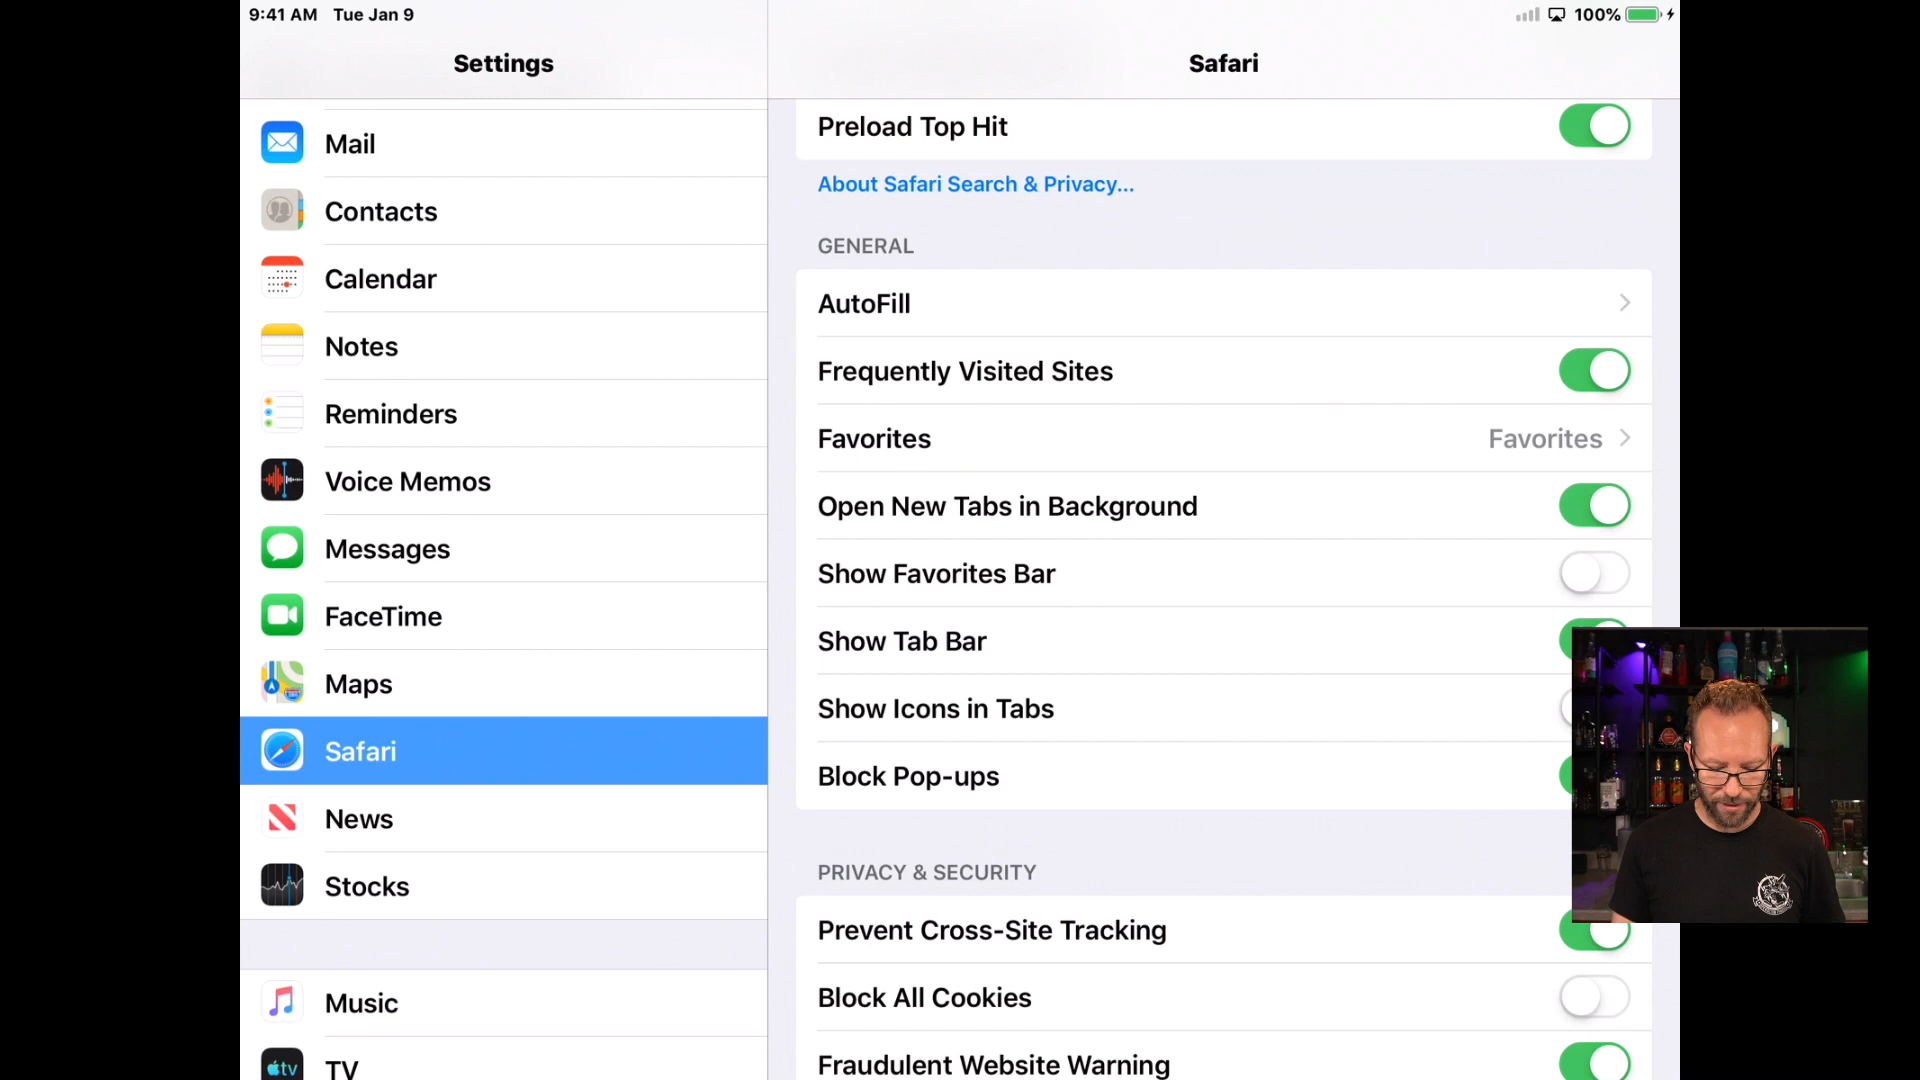 9:41 AM Tue Jan 9
100%
Settings
Safari
Mail
Contacts
Calendar
Notes
Reminders
Voice Memos
Messages
FaceTime
Maps
Safari
News
Stocks
Music
tv
TV
Preload Top Hit
About Safari Search & Privacy...
GENERAL
AutoFill
Frequently Visited Sites
Favorites Favorites
Open New Tabs in Background
Show Favorites Bar
Show Tab Bar
Show Icons in Tabs
Block Pop-ups
PRIVACY & SECURITY
Prevent Cross-Site Tracking
Block All Cookies
Fraudulent Website Warning